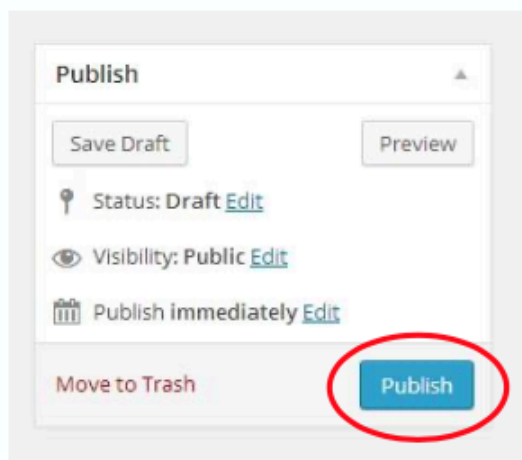 Publish
Save Draft Preview
Status: Draft Edit
Visibility: Public Edit
Publish immediately Edit
Move to Trash Publish